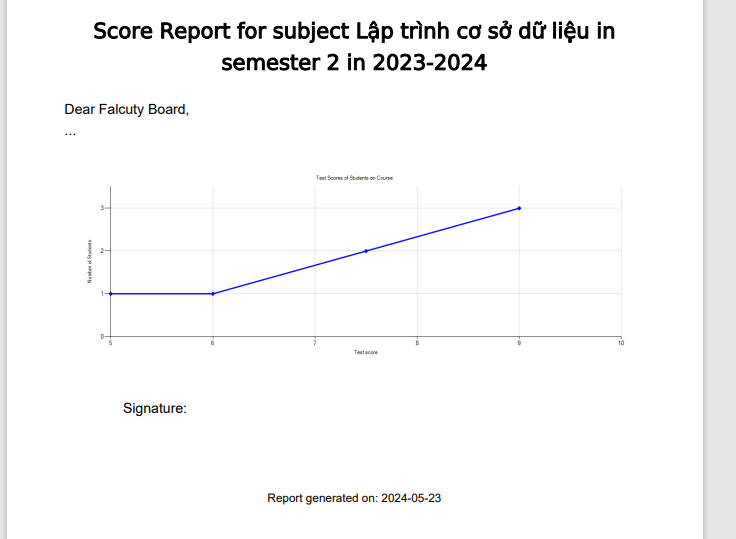 Score Report for subject Lập trình cơ sở dữ liệu in
semester 2 in 2023-2024
Dear Falcuty Board,
...
Test Scores of Students on Course
Number of Students
3
2
1
0
5 6 7 8 9 10
Test score
Signature:
Report generated on: 2024-05-23